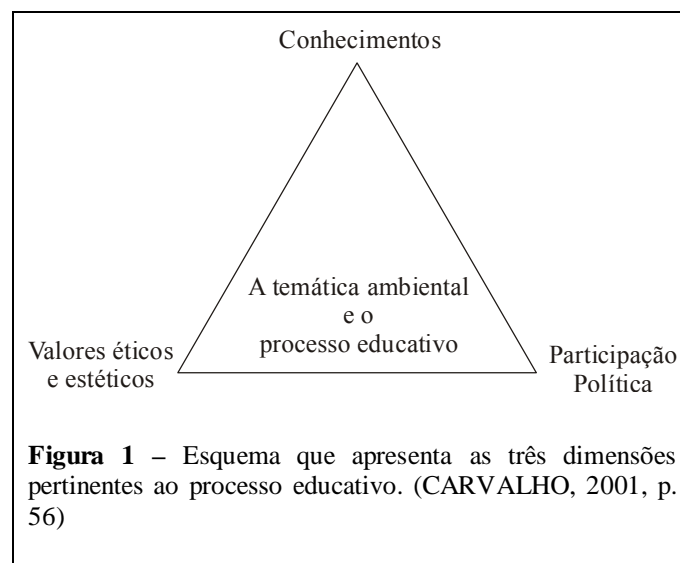 Conhecimentos
A temática ambiental
e o
processo educativo
Valores éticos
e estéticos
Participação
Política
Figura 1 – Esquema que apresenta as três dimensões
pertinentes ao processo educativo. (CARVALHO, 2001, p.
56)